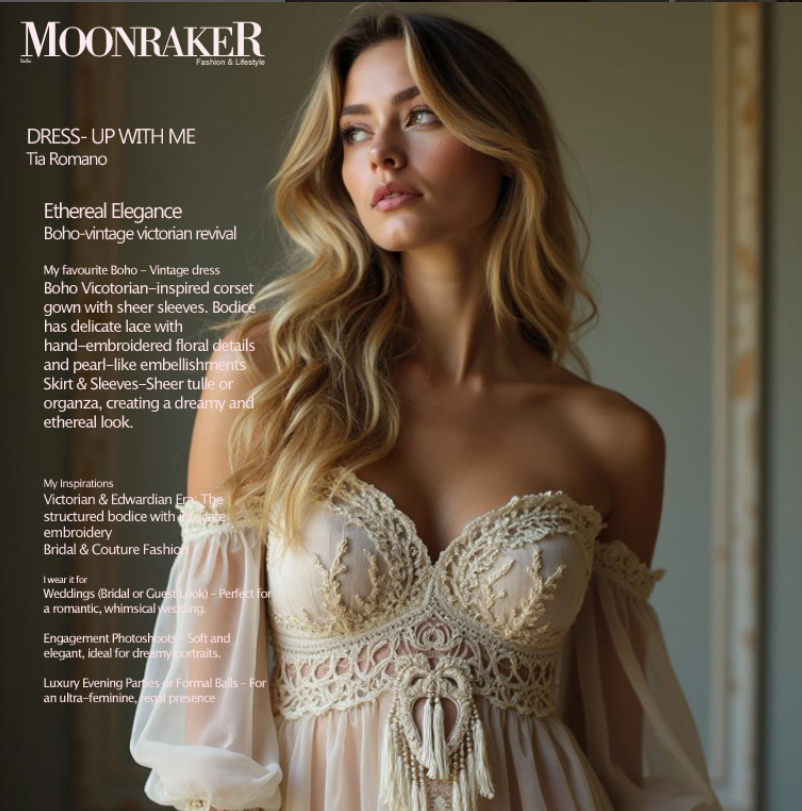 MOONRAKER
India
Fashion & Lifestyle
DRESS- UP WITH ME
Tia Romano
Ethereal Elegance
Boho-vintage victorian revival
My favourite Boho – Vintage dress
Boho Vicotorian–inspired corset
gown with sheer sleeves. Bodice
has delicate lace with
hand–embroidered floral details
and pearl–like embellishments
Skirt & Sleeves–Sheer tulle or
organza, creating a dreamy and
ethereal look.
My Inspirations
Victorian & Edwardian Era: The
structured bodice with intricate
embroidery
Bridal & Couture Fashion
I wear it for
Weddings (Bridal or Guest Look) – Perfect for
a romantic, whimsical wedding.
Engagement Photoshoots – Soft and
elegant, ideal for dreamy portraits.
Luxury Evening Parties or Formal Balls – For
an ultra–feminine, regal presence